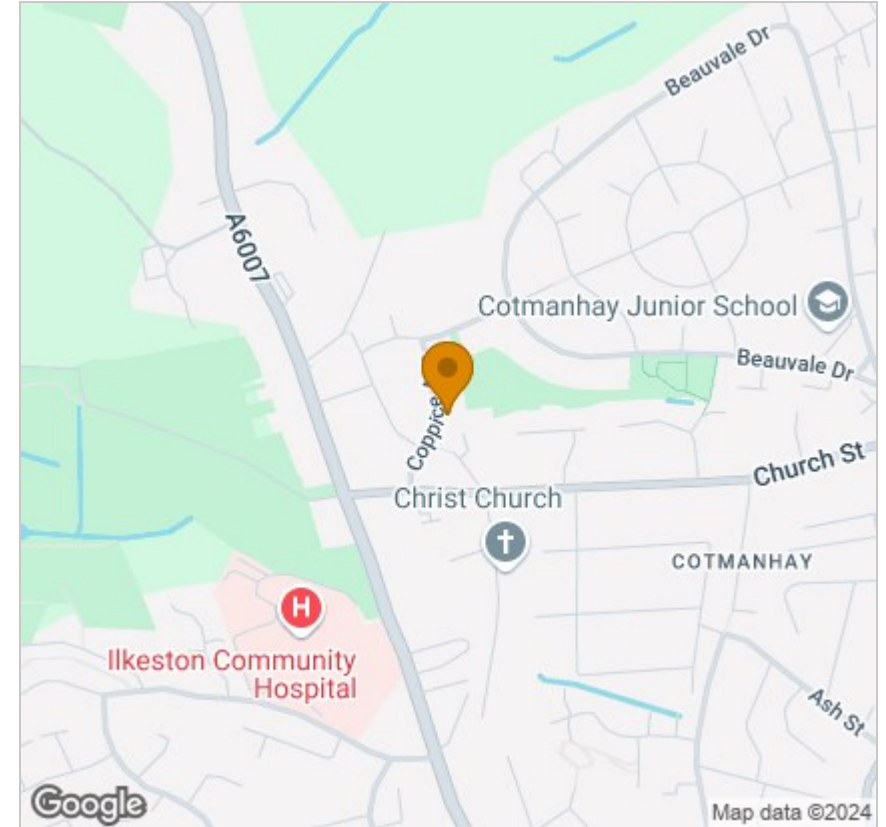 Beauvale Dr
A6007
Cotmanhay Junior School
Beauvale Dr
Coppice
Church St
Christ Church
COTMANHAY
H
Ilkeston Community
Hospital
Ash St
Google
Map data ©2024